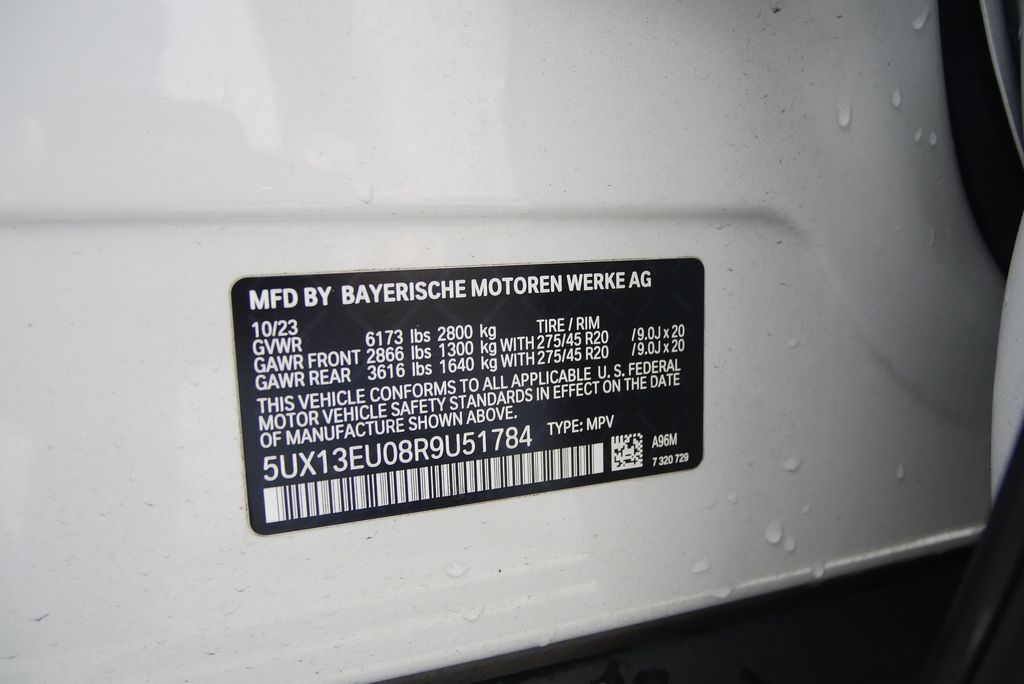 MFD BY BAYERISCHE MOTOREN WERKE AG
10/23 TIRE / RIM
GVWR 6173 lbs 2800 kg
GAWR FRONT 2866 lbs 1300 kg WITH 275/45 R20 /9.0J x 20
GAWR REAR 3616 lbs 1640 kg WITH 275/45 R20 /9.0J x 20
THIS VEHICLE CONFORMS TO ALL APPLICABLE U.S. FEDERAL
MOTOR VEHICLE SAFETY STANDARDS IN EFFECT ON THE DATE
OF MANUFACTURE SHOWN ABOVE.
5UX13EU08R9U51784 TYPE: MPV
A96M
7 320 729